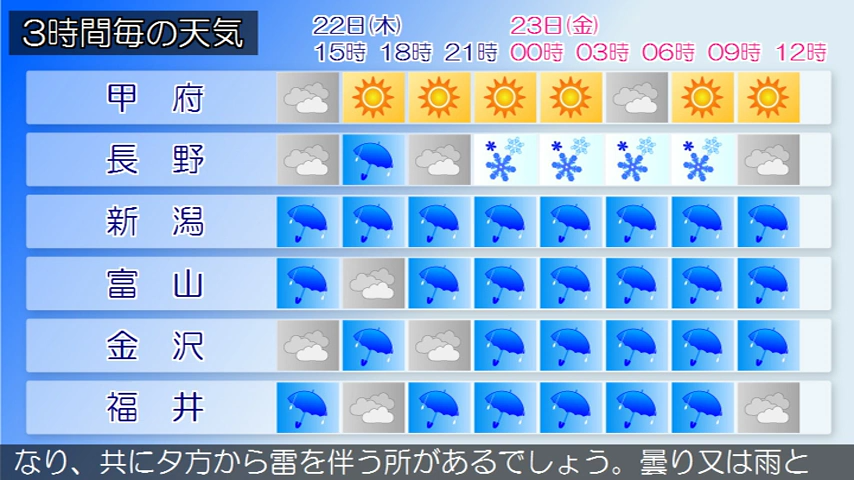 3時間毎の天気
22日(木) 23日(金)
15時 18時 21時 00時 03時 06時 09時 12時
甲 府
長 野
新 潟
富 山
金 沢
福 井
なり、共に夕方から雷を伴う所があるでしょう。曇り又は雨と